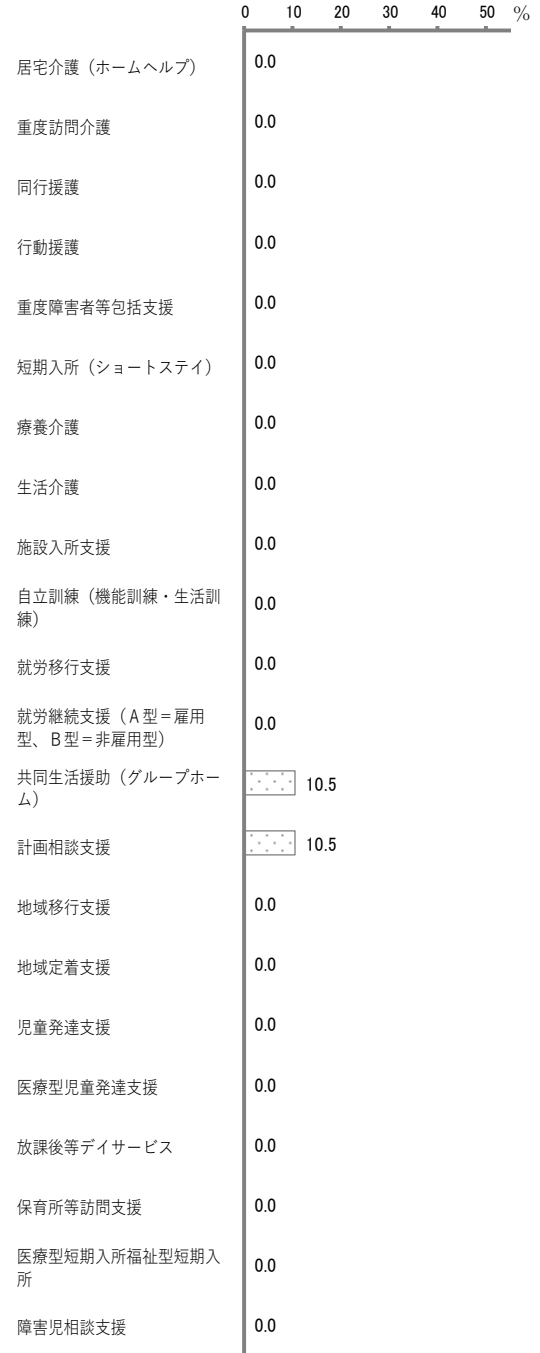 0 10 20 30 40 50 %
居宅介護（ホームヘルプ） 0.0
重度訪問介護 0.0
同行援護 0.0
行動援護 0.0
重度障害者等包括支援 0.0
短期入所（ショートステイ） 0.0
療養介護 0.0
生活介護 0.0
施設入所支援 0.0
自立訓練（機能訓練・生活訓
練） 0.0
就労移行支援 0.0
就労継続支援（Ａ型＝雇用
型、Ｂ型＝非雇用型） 0.0
共同生活援助（グループホー
ム） 10.5
計画相談支援 10.5
地域移行支援 0.0
地域定着支援 0.0
児童発達支援 0.0
医療型児童発達支援 0.0
放課後等デイサービス 0.0
保育所等訪問支援 0.0
医療型短期入所福祉型短期入
所 0.0
障害児相談支援 0.0